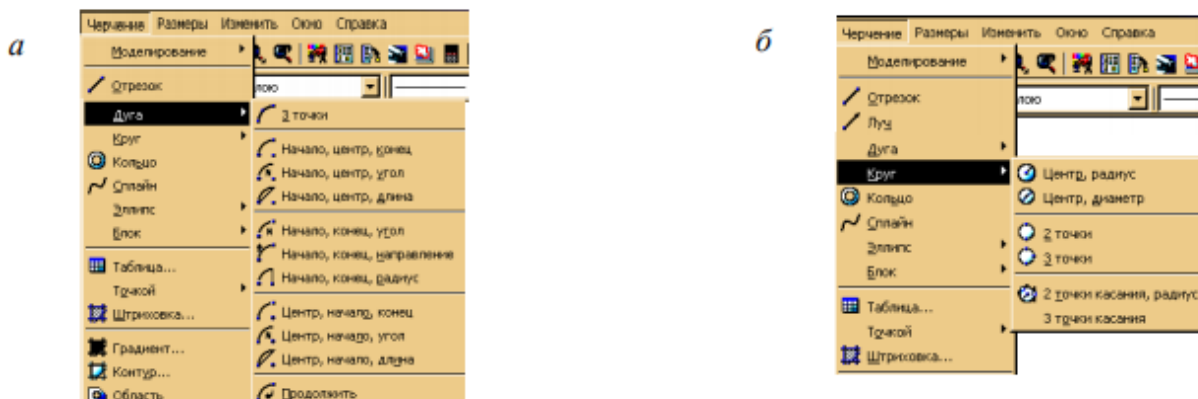 а
Черчение Размеры Изменить Окно Справка
Моделирование
Отрезок
лою
Дуга
Круг
Кольцо
Сплайн
Эллипс
Блок
Таблица...
Точкой
Штриховка...
Градиент...
Контур...
Область
3 точки
Начало, центр, конец
Начало, центр, угол
Начало, центр, длина
Начало, конец, угол
Начало, конец, направление
Начало, конец, радиус
Центр, начало, конец
Центр, начало, угол
Центр, начало, длина
Продолжить
б
Черчение Размеры Изменить Окно Справка
Моделирование
Отрезок
лою
Луч
Дуга
Круг
Кольцо
Сплайн
Эллипс
Блок
Таблица...
Точкой
Штриховка...
Центр, радиус
Центр, диаметр
2 точки
3 точки
2 точки касания, радиус
3 точки касания